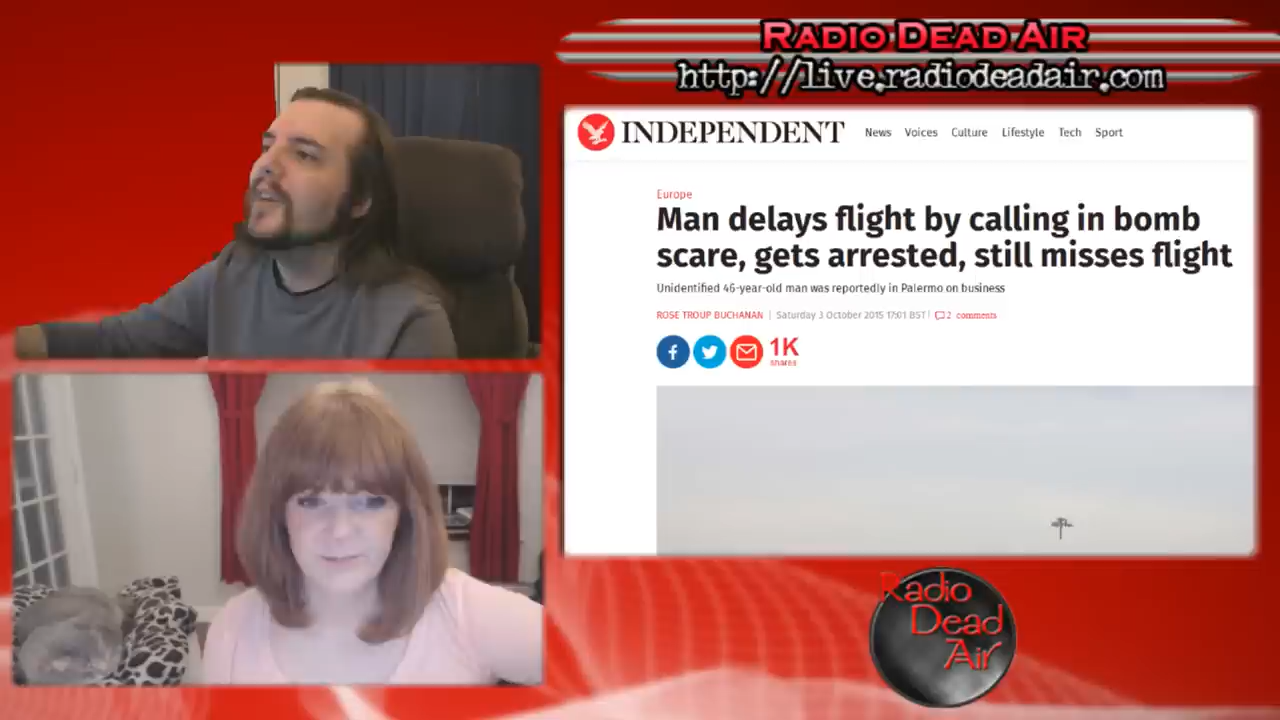 Radio Dead Air
http://live.radiodeadair.com
INDEPENDENT News Voices Culture Lifestyle Tech Sport
Europe
Man delays flight by calling in bomb
scare, gets arrested, still misses flight
Unidentified 46-year-old man was reportedly in Palermo on business
ROSE TROUP BUCHANAN | Saturday 3 October 2015 17:01 BST | 2 comments
1K
shares
Radio
Dead
Air